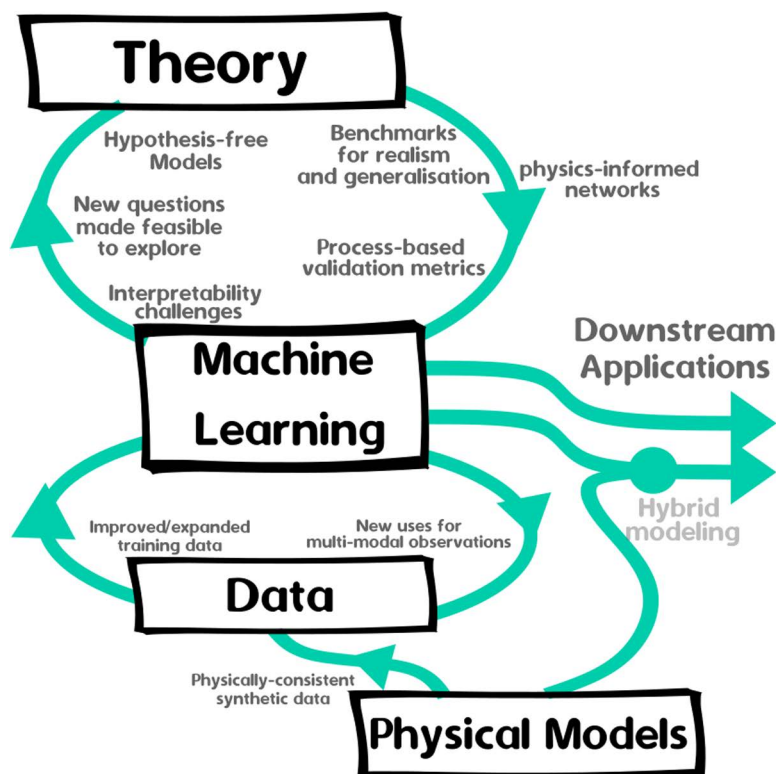 Theory
Hypothesis-free
Models
Benchmarks
for realism
and generalisation
physics-informed
networks
New questions
made feasible
to explore
Process-based
validation metrics
Interpretability
challenges
Machine
Learning
Downstream
Applications
Hybrid
modeling
Improved/expanded
training data
New uses for
multi-modal observations
Data
Physically-consistent
synthetic data
Physical Models